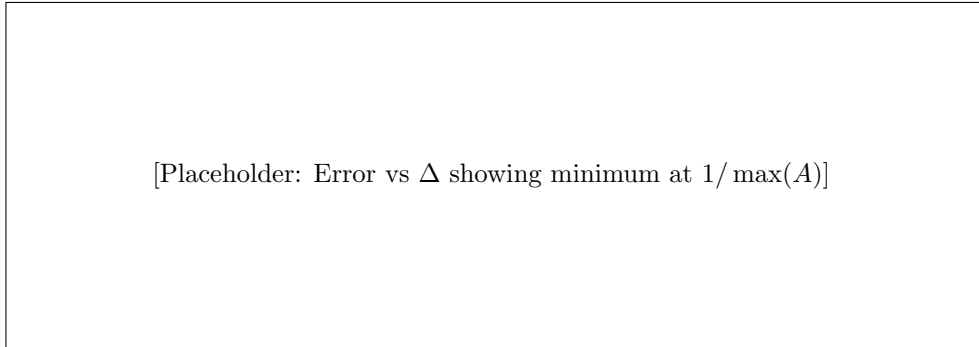 [Placeholder: Error vs Δ showing minimum at 1/ max(A)]